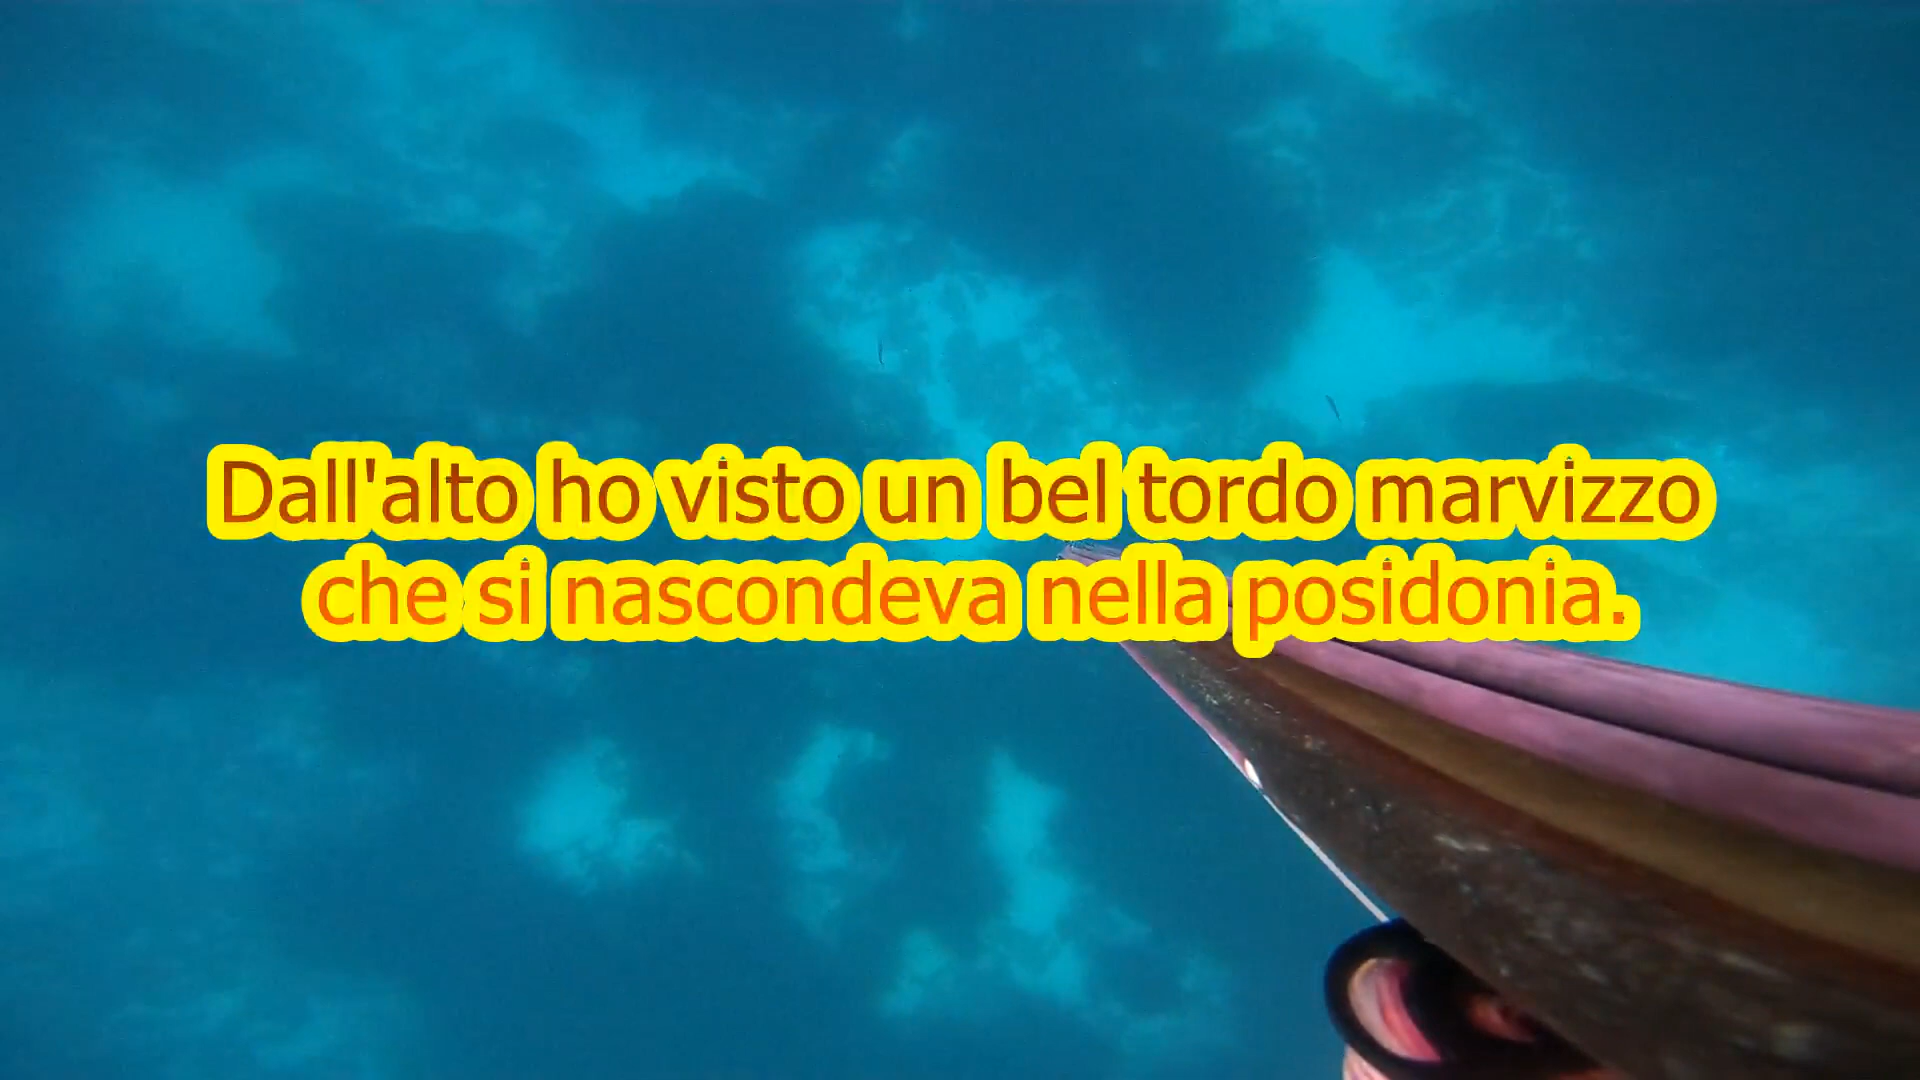 Dall'alto ho visto un bel tordo marvizzo
che si nascondeva nella posidonia.